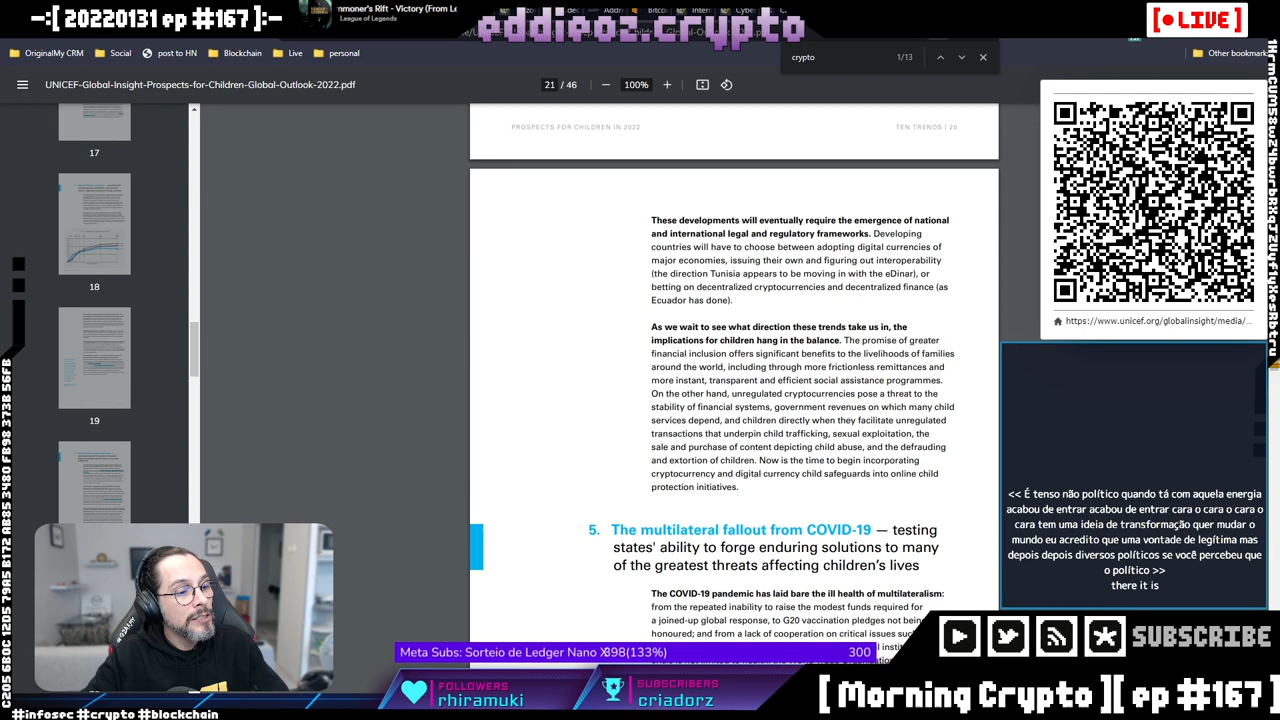 -:[ 20220131 ep #167 ]:-
nmoner's Rift - Victory (From Le
League of Legends
addiaoz.crypto
[ • LIVE ]
My Cs
Social
post to HN
Blockchain
Live
personal
Other bookmark
crypto
1/13
UNICEF-Global-Insight-Prospects-for-Children-Global-Outlook-2022.pdf
21 / 46
100%
17
18
19
PROSPECTS FOR CHILDREN IN 2022
TEN TRENDS | 20
These developments will eventually require the emergence of national
and international legal and regulatory frameworks. Developing
countries will have to choose between adopting digital currencies of
major economies, issuing their own and figuring out interoperability
(the direction Tunisia appears to be moving in with the eDinar), or
betting on decentralized cryptocurrencies and decentralized finance (as
Ecuador has done).
As we wait to see what direction these trends take us in, the
implications for children hang in the balance. The promise of greater
financial inclusion offers significant benefits to the livelihoods of families
around the world, including through more frictionless remittances and
more instant, transparent and efficient social assistance programmes.
On the other hand, unregulated cryptocurrencies pose a threat to the
stability of financial systems, government revenues on which many child
services depend, and children directly when they facilitate unregulated
transactions that underpin child trafficking, sexual exploitation, the
sale and purchase of content depicting child abuse, and the defrauding
and extortion of children. Now is the time to begin incorporating
cryptocurrency and digital currency child safeguards into online child
protection initiatives.
5. The multilateral fallout from COVID-19 — testing
states' ability to forge enduring solutions to many
of the greatest threats affecting children's lives
The COVID-19 pandemic has laid bare the ill health of multilateralism:
from the repeated inability to raise the modest funds required for
a joined-up global response, to G20 vaccination pledges not being
honoured; and from a lack of cooperation on critical issues
https://www.unicef.org/globalinsight/media/...
<< É tenso não político quando tá com aquela energia
acabou de entrar acabou de entrar cara o cara o cara o
cara tem uma ideia de transformação quer mudar o
mundo eu acredito que uma vontade de legítima mas
depois depois diversos políticos se você percebeu que
o político >>
there it is
SUBSCRIBE
Meta Subs: Sorteio de Ledger Nano X
398(133%)
300
FOLLOWERS
rhiramuki
SUBSCRIBERS
criadorz
[ Morning Crypto ][ ep #167 ]
#crypto #blockchain